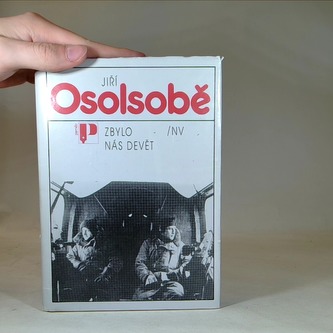 JIŘÍ
Osolsobě
ZBYLO /NV
NÁS DEVĚT